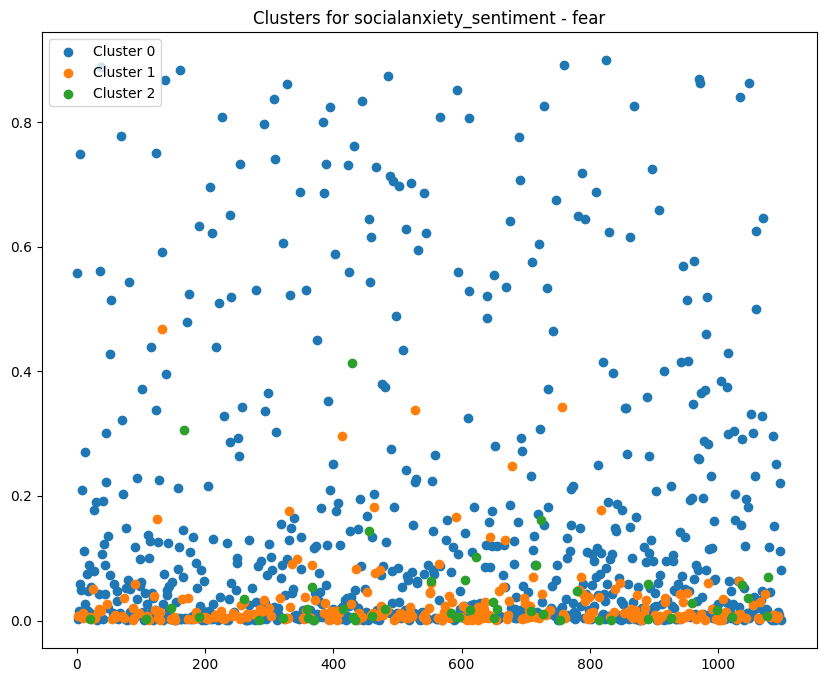 Clusters for socialanxiety_sentiment - fear
Cluster 0
Cluster 1
Cluster 2
0.8
0.6
0.4
0.2
0.0
0 200 400 600 800 1000